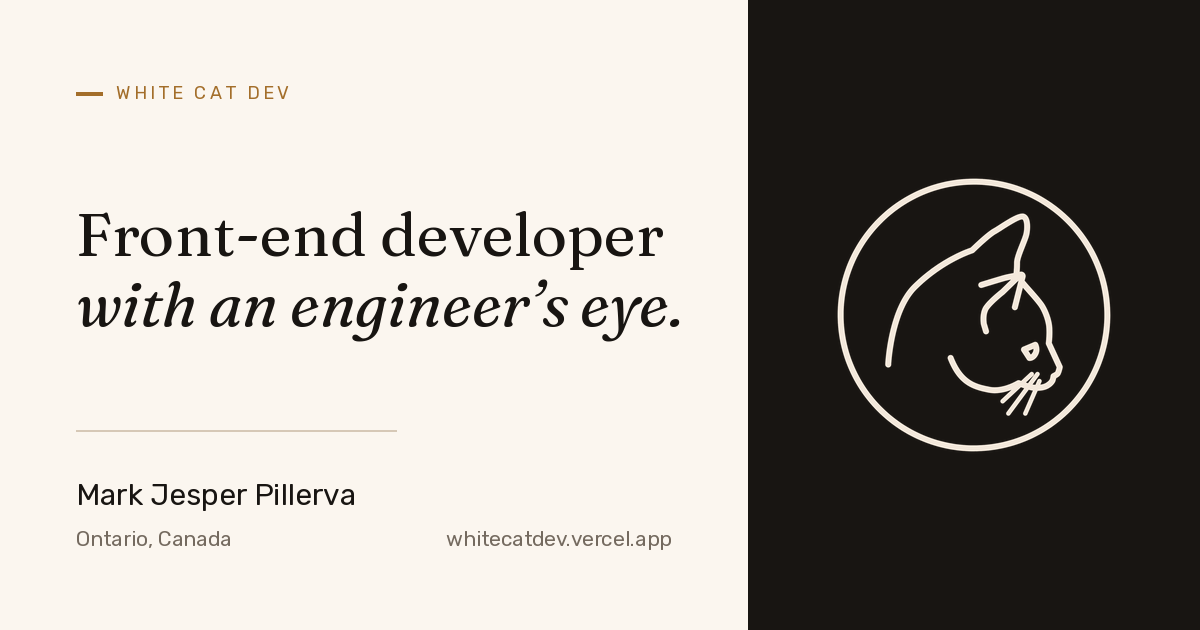 WHITE CAT DEV
Front-end developer
with an engineer’s eye.
Mark Jesper Pillerva
Ontario, Canada
whitecatdev.vercel.app